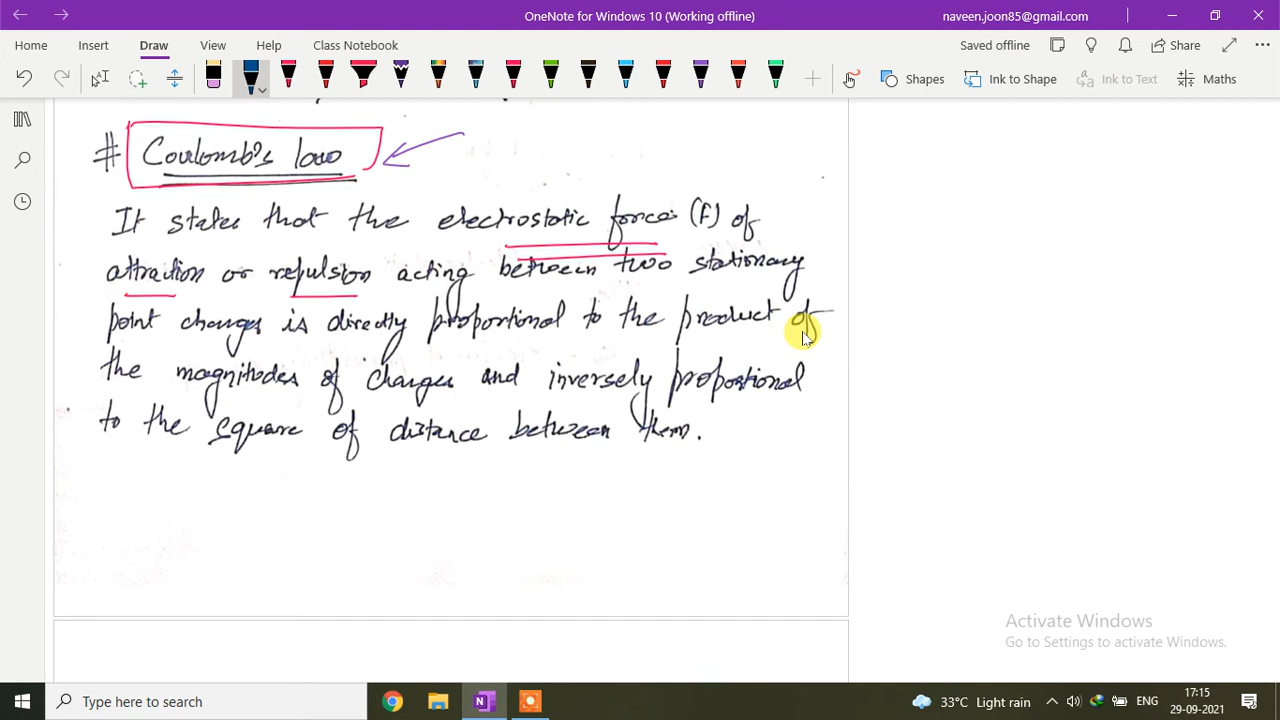 OneNote for Windows 10 (Working offline)
naveen.joon85@gmail.com
Home
Insert
Draw
View
Help
Class Notebook
Saved offline
Share
Shapes
Ink to Shape
Ink to Text
Maths
# Coulomb's law
It states that the electrostatic force (F) of
attraction or repulsion acting between two stationary
point charges is directly proportional to the product of
the magnitudes of charges and inversely proportional
to the square of distance between them.
Activate Windows
Go to Settings to activate Windows.
Type here to search
33°C Light rain
ENG
17:15
29-09-2021